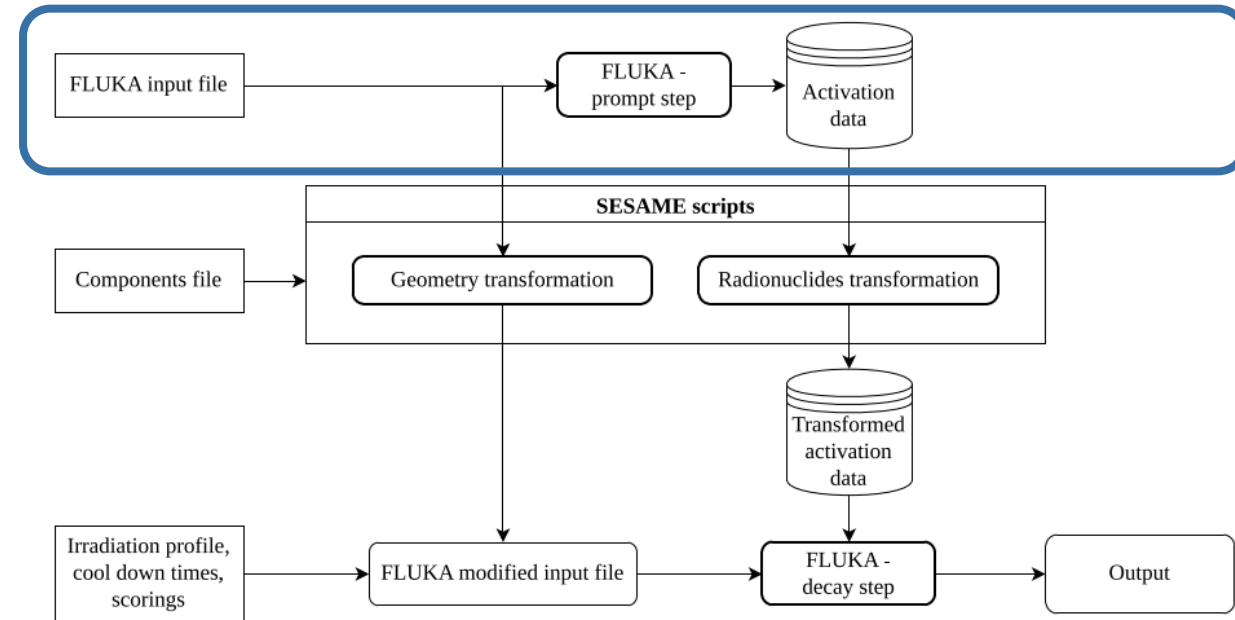 FLUKA input file
FLUKA -
prompt step
Activation
data
SESAME scripts
Components file
Geometry transformation
Radionuclides transformation
Transformed
activation
data
Irradiation profile,
cool down times,
scorings
FLUKA modified input file
FLUKA -
decay step
Output